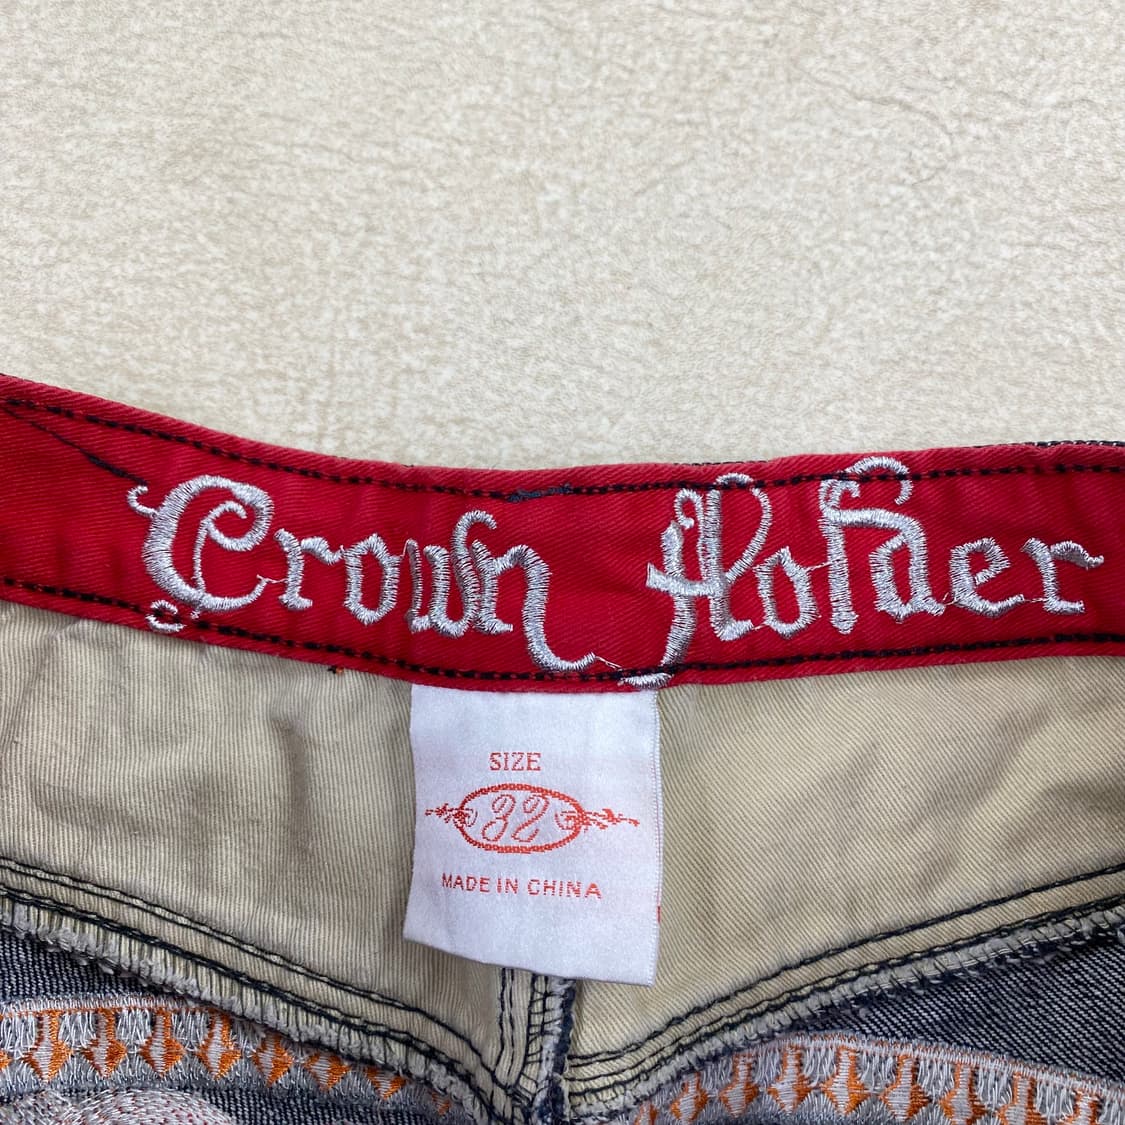 Crown Holder
SIZE
32
MADE IN CHINA